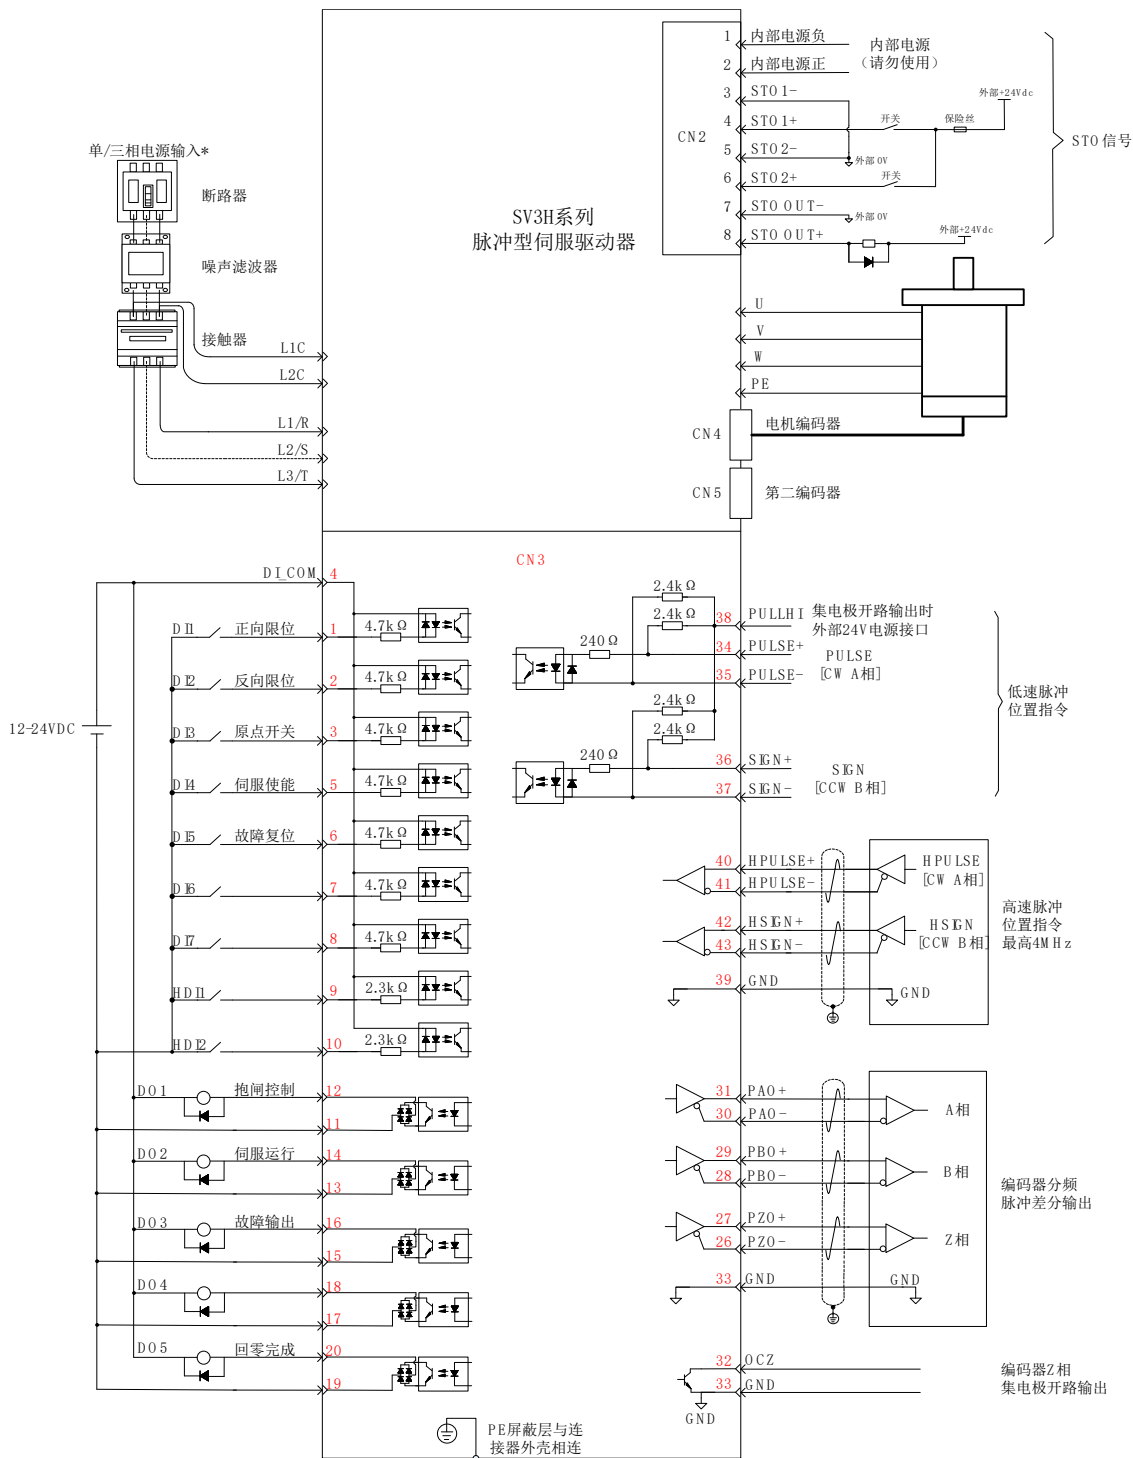 SV3H系列
脉冲型伺服驱动器
单/三相电源输入*
断路器
噪声滤波器
接触器
L1C
L2C
L1/R
L2/S
L3/T
CN2
1 内部电源负
2 内部电源正
内部电源
(请勿使用)
3 STO1-
4 STO1+ 开关 保险丝 外部+24Vdc
5 STO2- 外部0V
6 STO2+ 开关
7 STO OUT- 外部0V
8 STO OUT+ 外部+24Vdc
STO信号
U
V
W
PE
CN4 电机编码器
CN5 第二编码器
CN3
12-24VDC
DI_COM 4
DI1 正向限位 1 4.7kΩ
DI2 反向限位 2 4.7kΩ
DI3 原点开关 3 4.7kΩ
DI4 伺服使能 5 4.7kΩ
DI5 故障复位 6 4.7kΩ
DI6 7 4.7kΩ
DI7 8 4.7kΩ
HDI1 9 2.3kΩ
HDI2 10 2.3kΩ
DO1 抱闸控制 12
11
DO2 伺服运行 14
13
DO3 故障输出 16
15
DO4 18
17
DO5 回零完成 20
19
PE屏蔽层与连
接器外壳相连
2.4kΩ
2.4kΩ
240Ω
38 PULLHI 集电极开路输出时
外部24V电源接口
34 PULSE+
35 PULSE-
PULSE
[CW A相]
2.4kΩ
2.4kΩ
240Ω
36 SIGN+
37 SIGN-
SIGN
[CCW B相]
低速脉冲
位置指令
40 HPULSE+
41 HPULSE-
HPULSE
[CW A相]
42 HSIGN+
43 HSIGN-
HSIGN
[CCW B相]
39 GND
GND
高速脉冲
位置指令
最高4MHz
31 PAO+
30 PAO-
A相
29 PBO+
28 PBO-
B相
27 PZO+
26 PZO-
Z相
33 GND
GND
编码器分频
脉冲差分输出
32 OCZ
33 GND
GND
编码器Z相
集电极开路输出